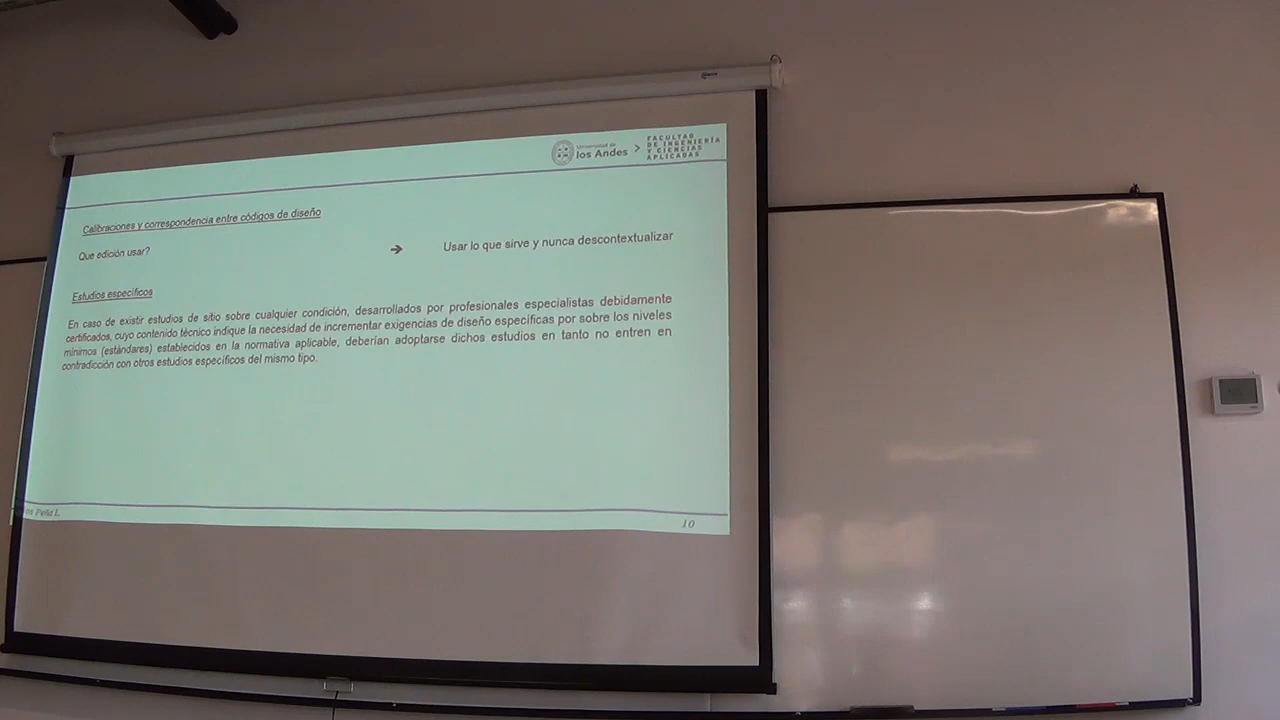 Universidad de
los Andes
FACULTAD
DE INGENIERÍA
Y CIENCIAS
APLICADAS
Calibraciones y correspondencia entre códigos de diseño
Que edición usar? ➔ Usar lo que sirve y nunca descontextualizar
Estudios específicos
En caso de existir estudios de sitio sobre cualquier condición, desarrollados por profesionales especialistas debidamente
certificados, cuyo contenido técnico indique la necesidad de incrementar exigencias de diseño específicas por sobre los niveles
mínimos (estándares) establecidos en la normativa aplicable, deberían adoptarse dichos estudios en tanto no entren en
contradicción con otros estudios específicos del mismo tipo.
Peña L.
10